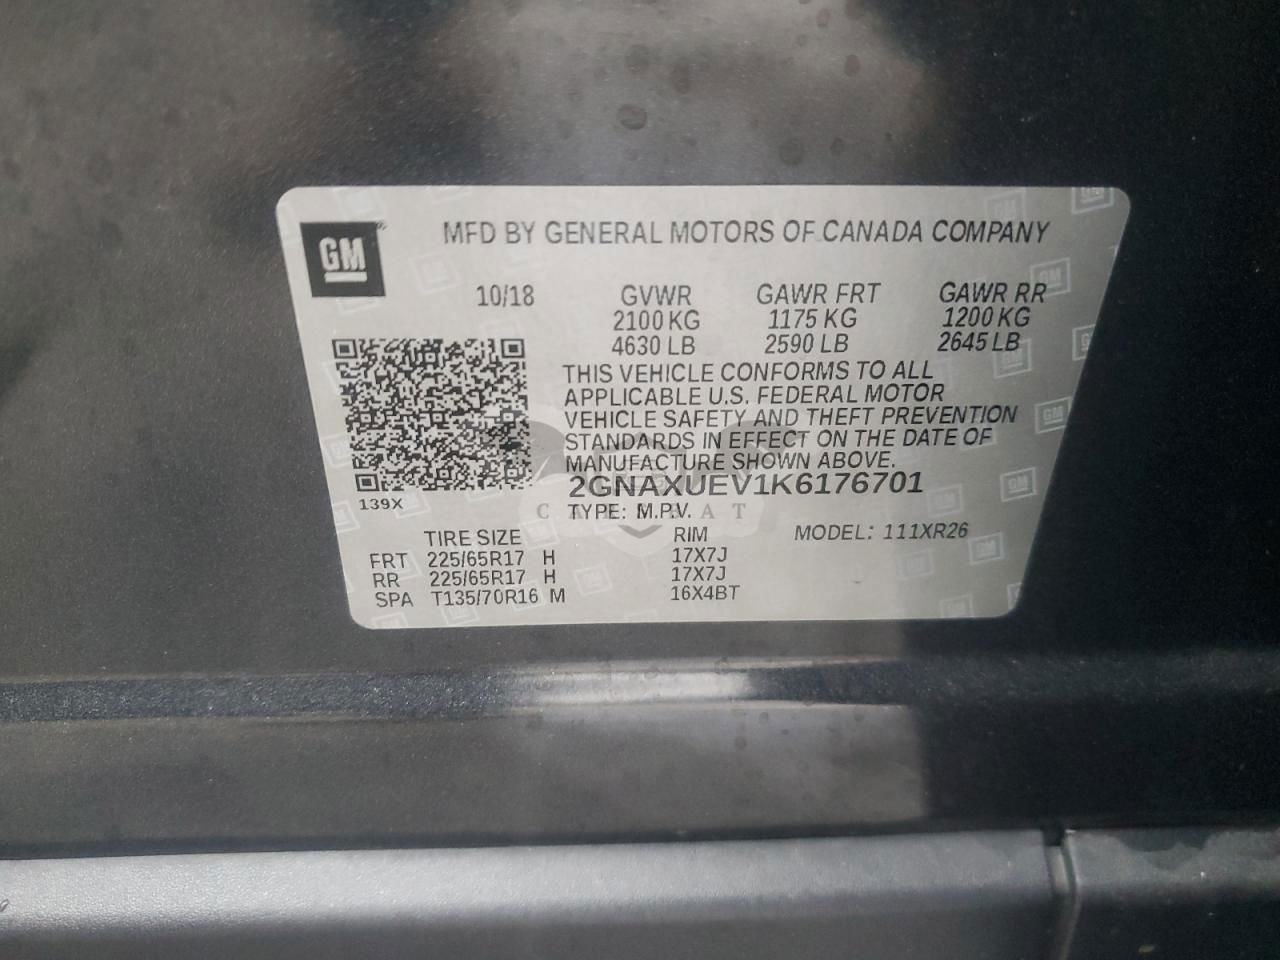 GM
MFD BY GENERAL MOTORS OF CANADA COMPANY
10/18 GVWR GAWR FRT GAWR RR
2100 KG 1175 KG 1200 KG
4630 LB 2590 LB 2645 LB
THIS VEHICLE CONFORMS TO ALL
APPLICABLE U.S. FEDERAL MOTOR
VEHICLE SAFETY AND THEFT PREVENTION
STANDARDS IN EFFECT ON THE DATE OF
MANUFACTURE SHOWN ABOVE.
2GNAXUEV1K6176701
139X
TYPE: M.P.V.
TIRE SIZE RIM MODEL: 111XR26
FRT 225/65R17 H 17X7J
RR 225/65R17 H 17X7J
SPA T135/70R16 M 16X4BT